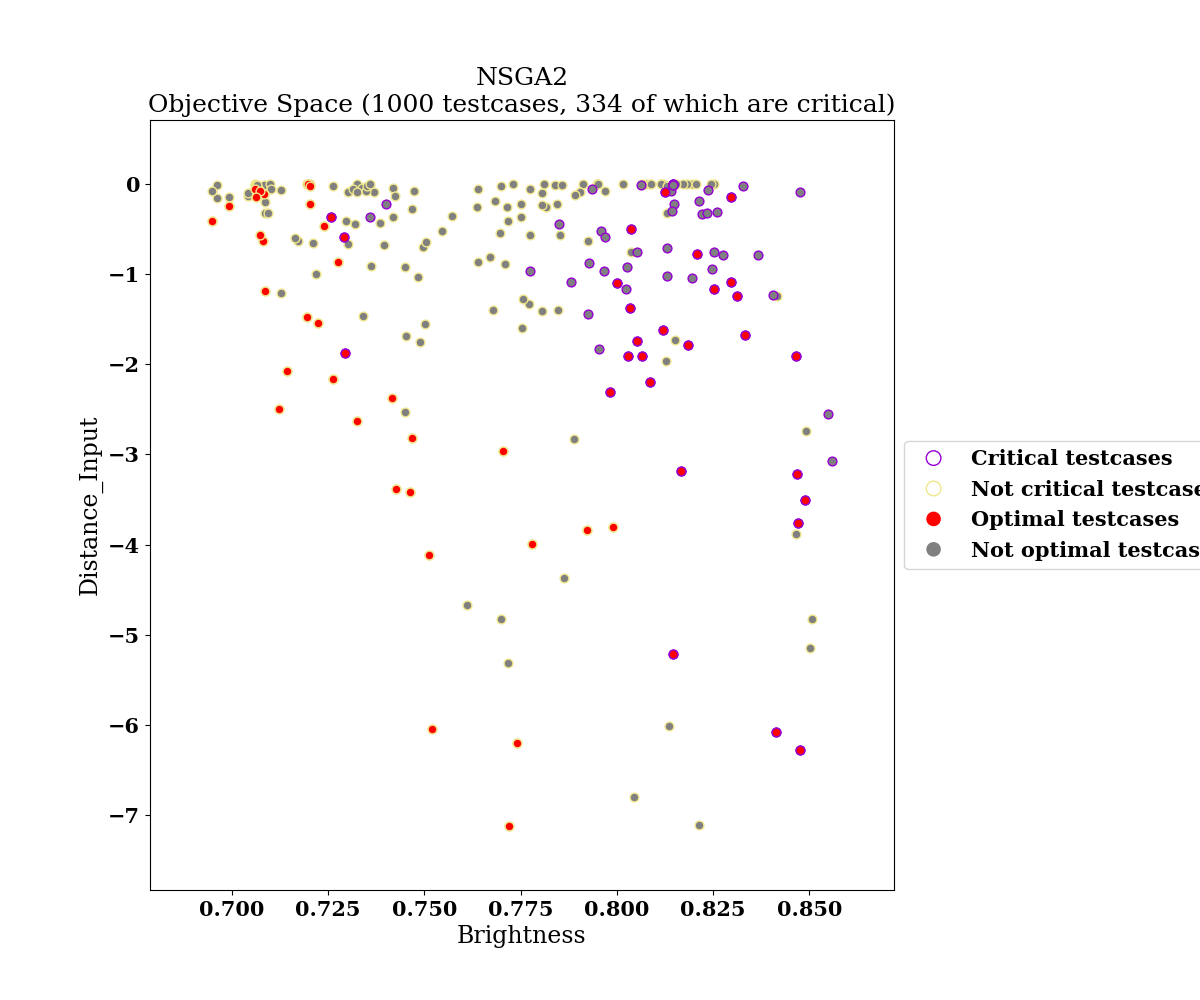 NSGA2
Objective Space (1000 testcases, 334 of which are critical)
0
−1
−2
−3
−4
−5
−6
−7
Distance_Input
0.700 0.725 0.750 0.775 0.800 0.825 0.850
Brightness
Critical testcases
Not critical testcase
Optimal testcases
Not optimal testcas